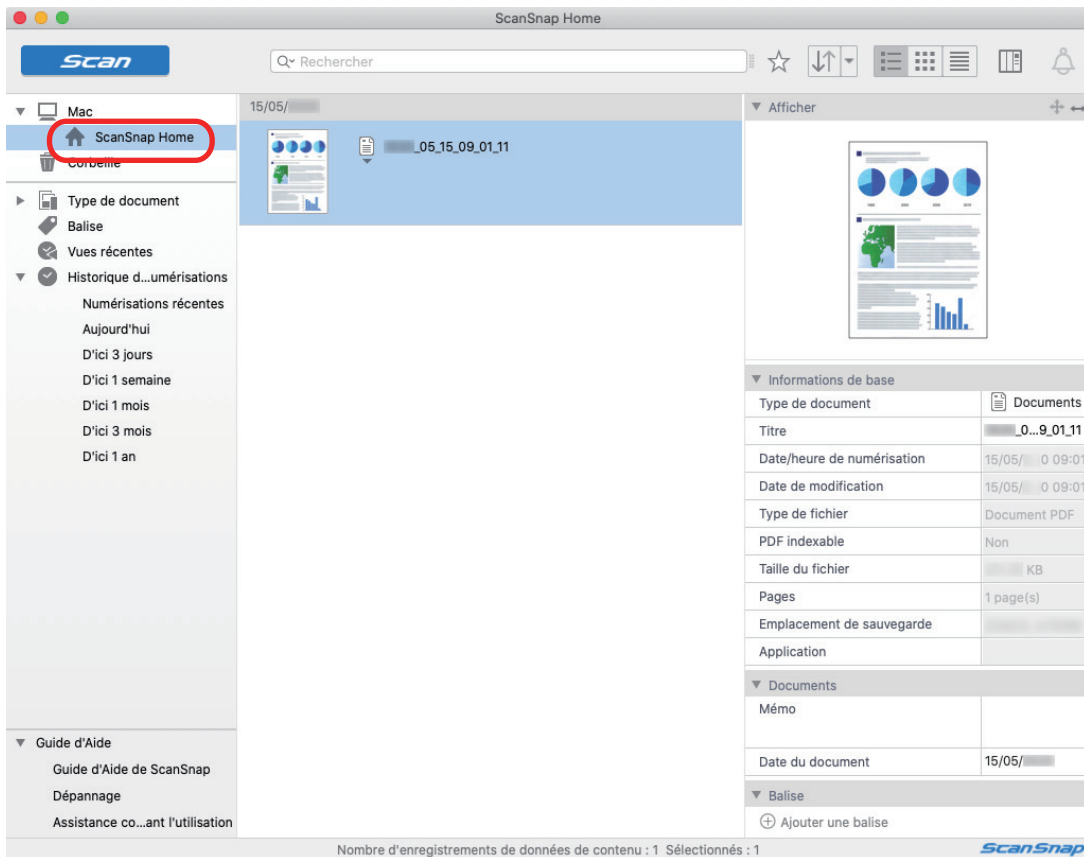 ScanSnap Home
Scan
Rechercher
Mac
ScanSnap Home
Corbeille
Type de document
Balise
Vues récentes
Historique d...umérisations
Numérisations récentes
Aujourd'hui
D'ici 3 jours
D'ici 1 semaine
D'ici 1 mois
D'ici 3 mois
D'ici 1 an
Guide d'Aide
Guide d'Aide de ScanSnap
Dépannage
Assistance co...ant l'utilisation
15/05/
_05_15_09_01_11
Afficher
Informations de base
Type de document Documents
Titre _0...9_01_11
Date/heure de numérisation 15/05/ 0 09:01
Date de modification 15/05/ 0 09:01
Type de fichier Document PDF
PDF indexable Non
Taille du fichier KB
Pages 1 page(s)
Emplacement de sauvegarde
Application
Documents
Mémo
Date du document 15/05/
Balise
Ajouter une balise
Nombre d'enregistrements de données de contenu : 1 Sélectionnés : 1
ScanSnap